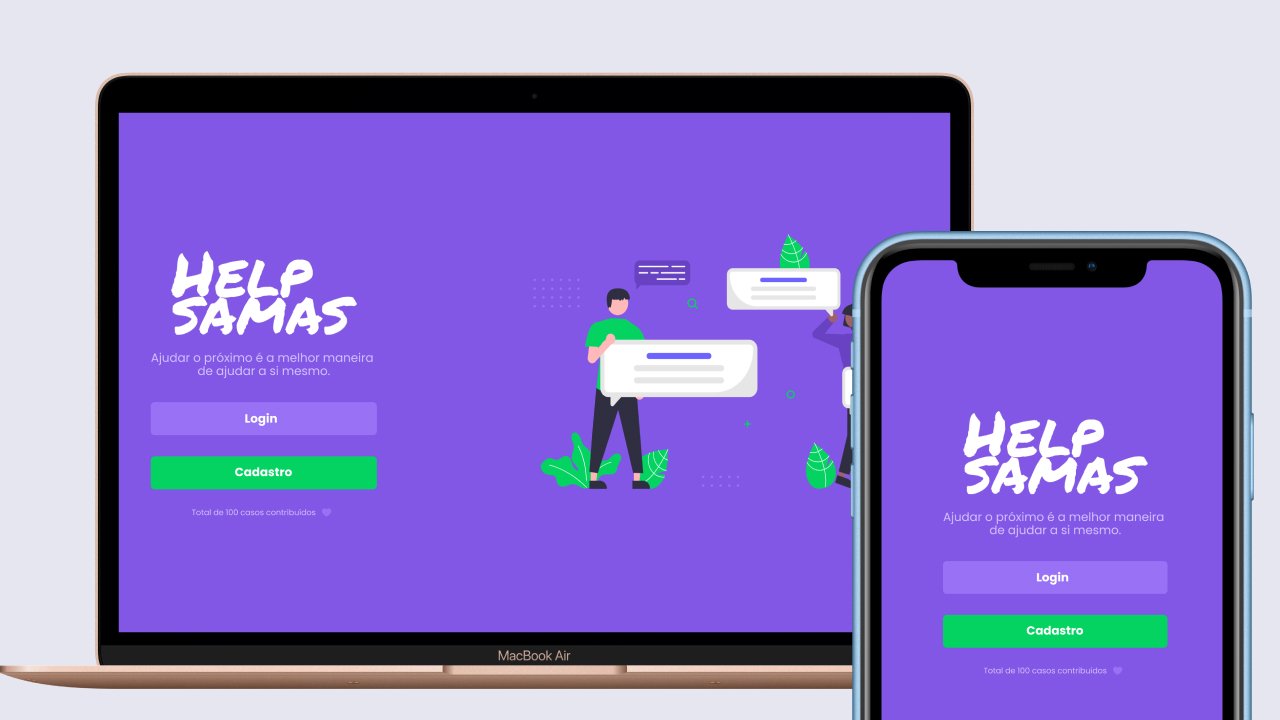 HELP
SAMAS
Ajudar o próximo é a melhor maneira
de ajudar a si mesmo.
Login
Cadastro
Total de 100 casos contribuídos
MacBook Air
HELP
SAMAS
Ajudar o próximo é a melhor maneira
de ajudar a si mesmo.
Login
Cadastro
Total de 100 casos contribuídos